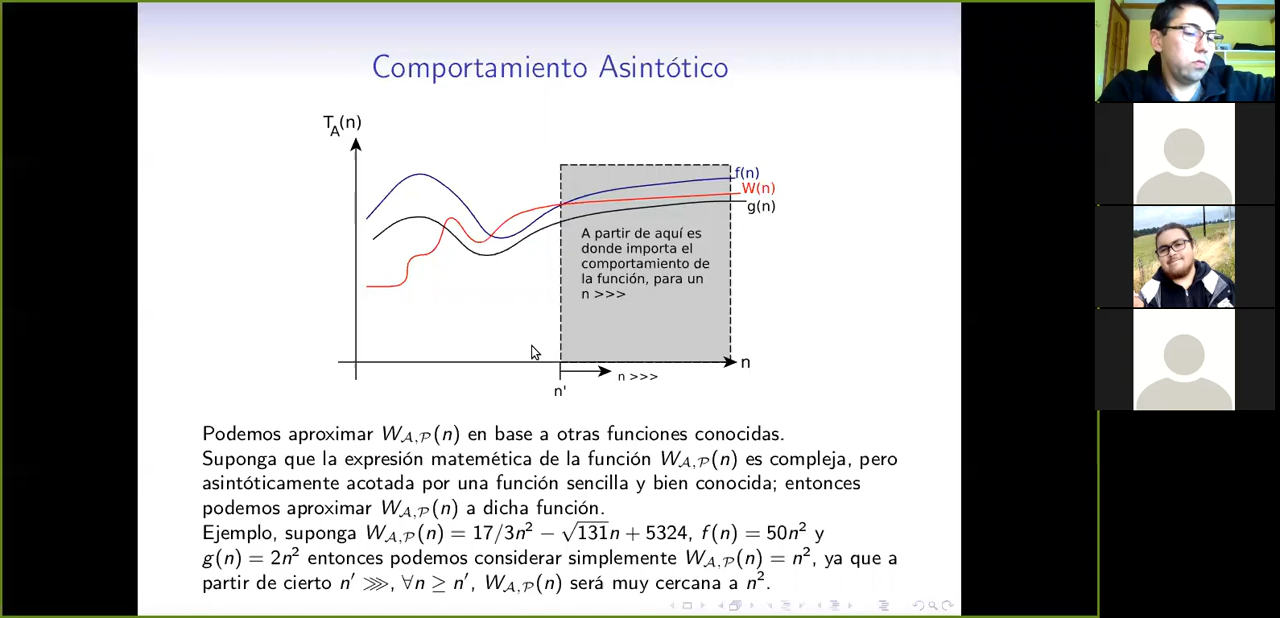 Comportamiento Asintótico
T_A(n)
f(n)
W(n)
g(n)
A partir de aquí es
donde importa el
comportamiento de
la función, para un
n >>>
n
n >>>
n'
Podemos aproximar W_{A,P}(n) en base a otras funciones conocidas.
Suponga que la expresión matemética de la función W_{A,P}(n) es compleja, pero
asintóticamente acotada por una función sencilla y bien conocida; entonces
podemos aproximar W_{A,P}(n) a dicha función.
Ejemplo, suponga W_{A,P}(n) = 17/3n² − √131n + 5324, f(n) = 50n² y
g(n) = 2n² entonces podemos considerar simplemente W_{A,P}(n) = n², ya que a
partir de cierto n′ ⋙, ∀n ≥ n′, W_{A,P}(n) será muy cercana a n².